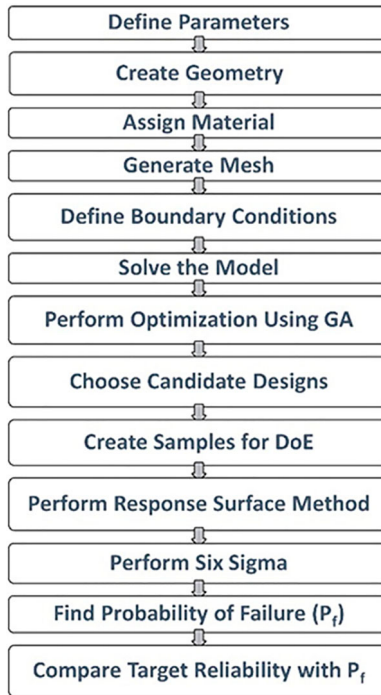 Define Parameters
Create Geometry
Assign Material
Generate Mesh
Define Boundary Conditions
Solve the Model
Perform Optimization Using GA
Choose Candidate Designs
Create Samples for DoE
Perform Response Surface Method
Perform Six Sigma
Find Probability of Failure (Pf)
Compare Target Reliability with Pf